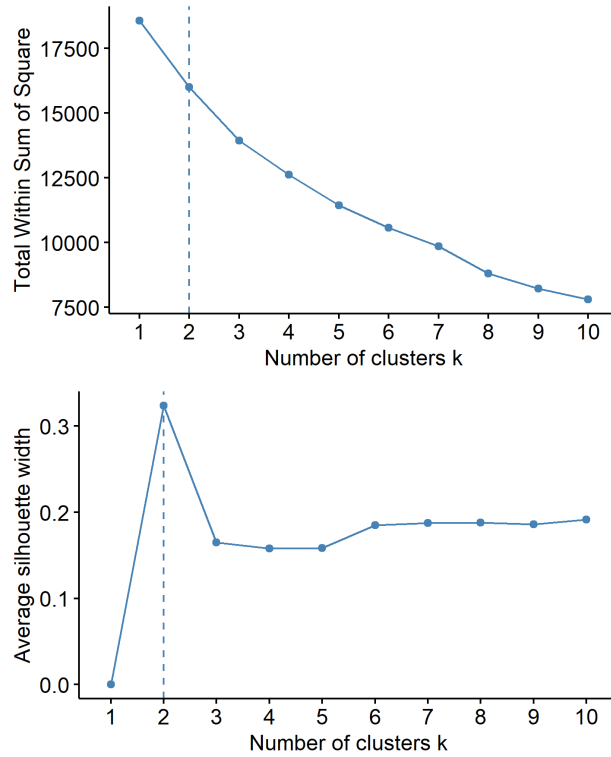 Total Within Sum of Square
17500
15000
12500
10000
7500
1 2 3 4 5 6 7 8 9 10
Number of clusters k
Average silhouette width
0.3
0.2
0.1
0.0
1 2 3 4 5 6 7 8 9 10
Number of clusters k